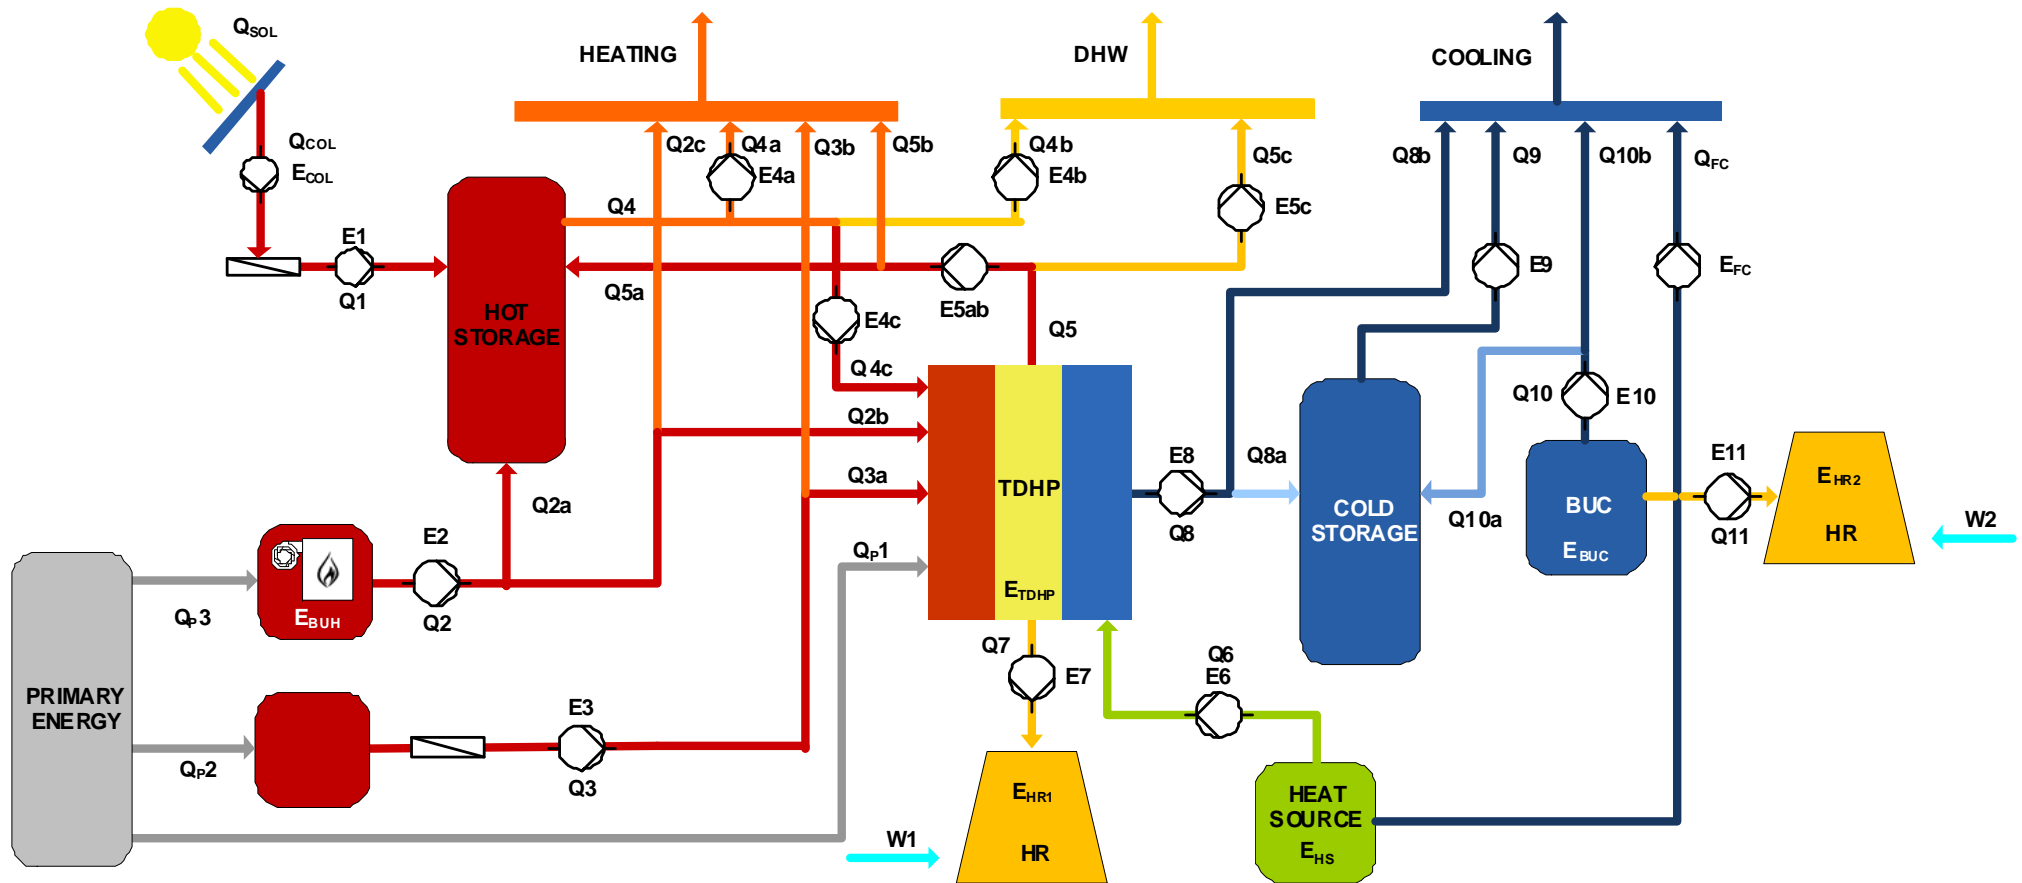 QSOL
HEATING
DHW
COOLING
QCOL
ECOL
Q2c
Q4a
Q3b
Q5b
Q4b
Q5c
Q8b
Q9
Q10b
QFC
E4a
E4b
E5c
Q4
E1
Q1
Q5a
E5ab
E9
EFC
HOT
STORAGE
E4c
Q5
Q4c
Q2b
Q3a
Q10
E10
TDHP
E8
Q8
Q8a
COLD
STORAGE
Q10a
BUC
EBUC
E11
Q11
EHR2
HR
W2
Q2a
E2
Q2
QP1
ETDHP
QP3
EBUH
Q7
E7
Q6
E6
PRIMARY
ENERGY
QP2
E3
Q3
EHR1
HR
W1
HEAT
SOURCE
EHS